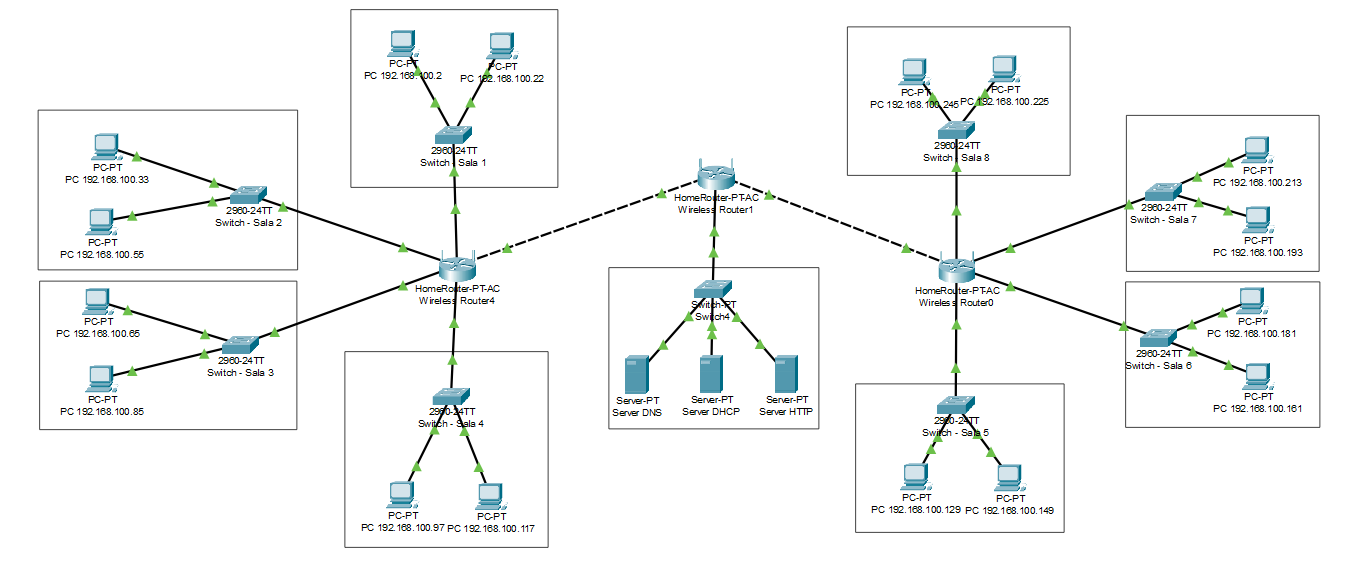 PC-PT
PC 192.168.100.2
PC-PT
PC 192.168.100.22
2960-24TT
Switch - Sala 1
PC-PT
PC 192.168.100.33
PC-PT
PC 192.168.100.55
2960-24TT
Switch - Sala 2
PC-PT
PC 192.168.100.65
PC-PT
PC 192.168.100.85
2960-24TT
Switch - Sala 3
HomeRouter-PT-AC
Wireless Router4
2960-24TT
Switch - Sala 4
PC-PT
PC 192.168.100.97
PC-PT
PC 192.168.100.117
HomeRouter-PT-AC
Wireless Router1
Switch-PT
Switch4
Server-PT
Server DNS
Server-PT
Server DHCP
Server-PT
Server HTTP
PC-PT
PC 192.168.100.245
PC-PT
PC 192.168.100.225
2960-24TT
Switch - Sala 8
HomeRouter-PT-AC
Wireless Router0
PC-PT
PC 192.168.100.213
2960-24TT
Switch - Sala 7
PC-PT
PC 192.168.100.193
PC-PT
PC 192.168.100.181
2960-24TT
Switch - Sala 6
PC-PT
PC 192.168.100.161
2960-24TT
Switch - Sala 5
PC-PT
PC 192.168.100.129
PC-PT
PC 192.168.100.149